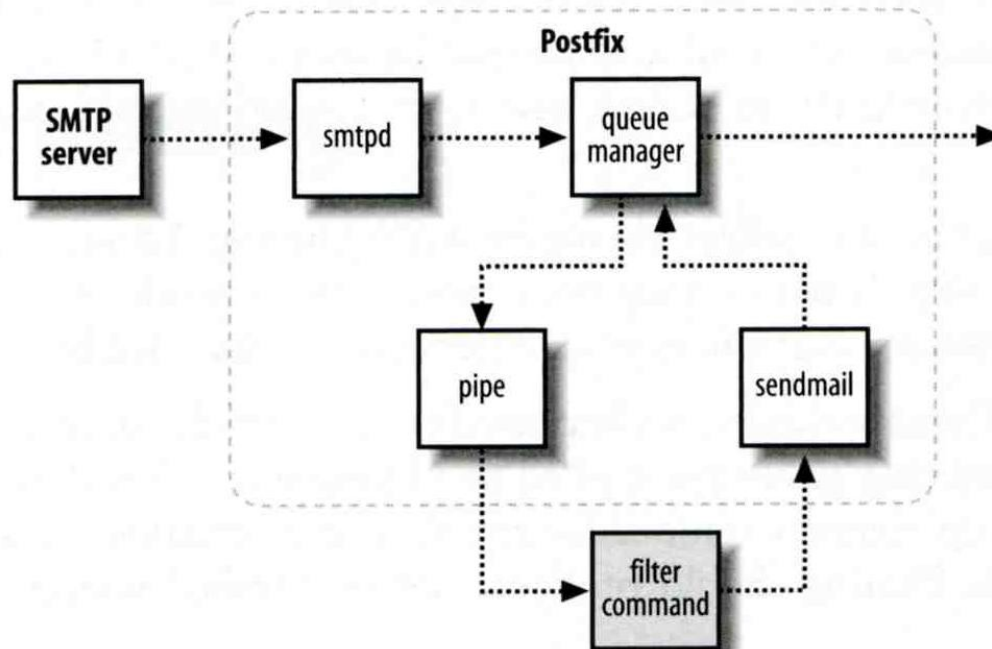 Postfix
SMTP
server
smtpd
queue
manager
pipe
sendmail
filter
command